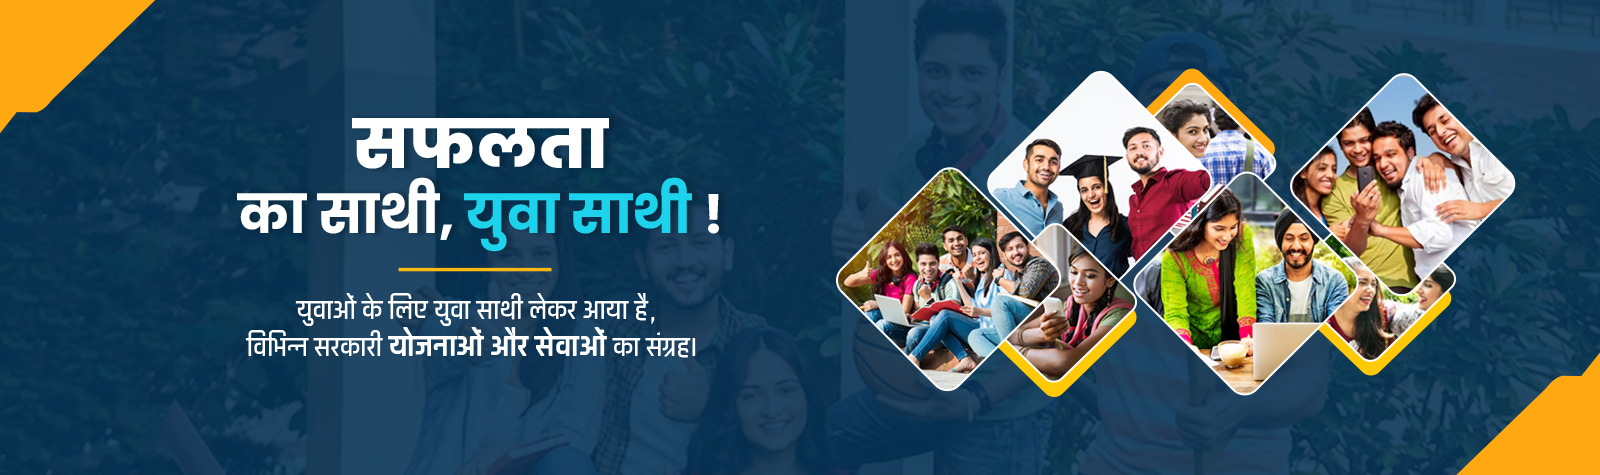 सफलता
का साथी, युवा साथी !
युवाओं के लिए युवा साथी लेकर आया है,
विभिन्न सरकारी योजनाओं और सेवाओं का संग्रह।